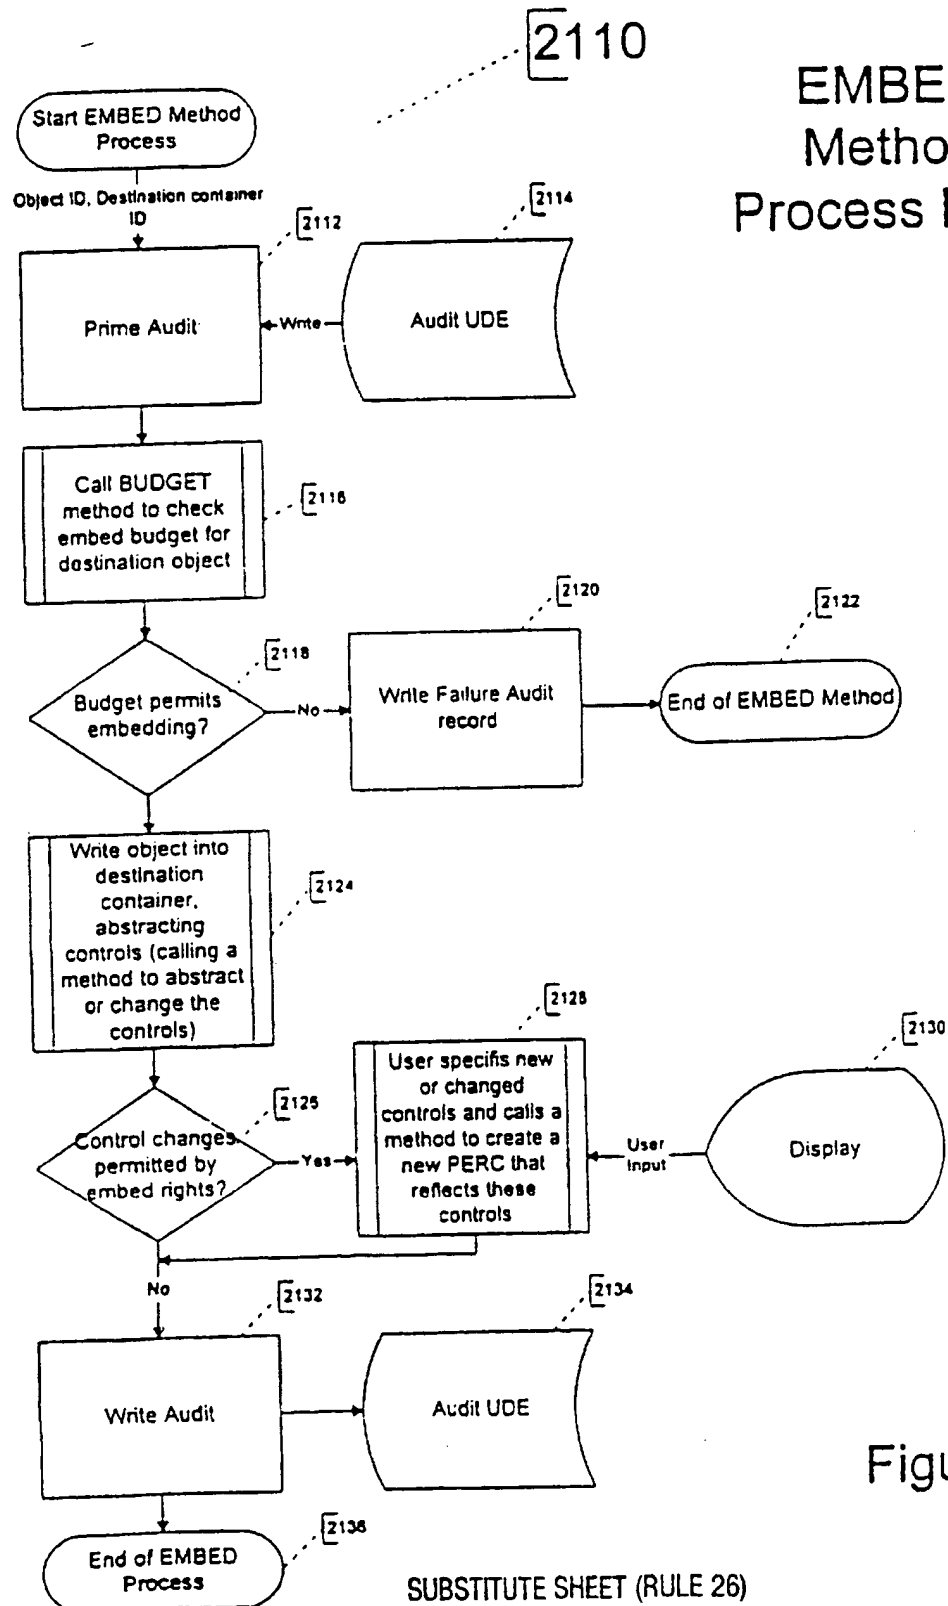 2110
EMBE
Metho
Process
Start EMBED Method
Process
Object ID, Destination container
ID
2112
2114
Prime Audit
Write
Audit UDE
Call BUDGET
method to check
embed budget for
destination object
2116
2118
2120
2122
Budget permits
embedding?
No
Write Failure Audit
record
End of EMBED Method
Write object into
destination
container,
abstracting
controls (calling a
method to abstract
or change the
controls)
2124
2126
2128
2130
Control changes
permitted by
embed rights?
Yes
User specifis new
or changed
controls and calls a
method to create a
new PERC that
reflects these
controls
User
Input
Display
No
2132
2134
Write Audit
Audit UDE
Figu
2136
End of EMBED
Process
SUBSTITUTE SHEET (RULE 26)